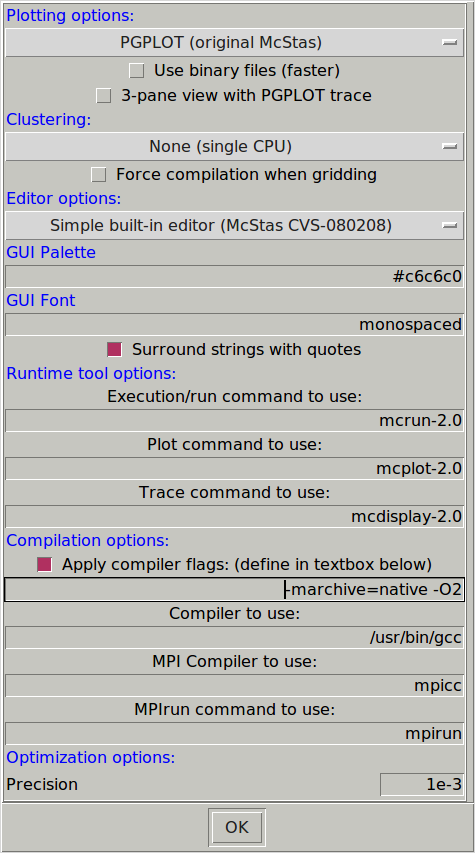 Plotting options:
PGPLOT (original McStas)
Use binary files (faster)
3-pane view with PGPLOT trace
Clustering:
None (single CPU)
Force compilation when gridding
Editor options:
Simple built-in editor (McStas CVS-080208)
GUI Palette
#c6c6c0
GUI Font
monospaced
Surround strings with quotes
Runtime tool options:
Execution/run command to use:
mcrun-2.0
Plot command to use:
mcplot-2.0
Trace command to use:
mcdisplay-2.0
Compilation options:
Apply compiler flags: (define in textbox below)
-marchive=native -O2
Compiler to use:
/usr/bin/gcc
MPI Compiler to use:
mpicc
MPIrun command to use:
mpirun
Optimization options:
Precision 1e-3
OK